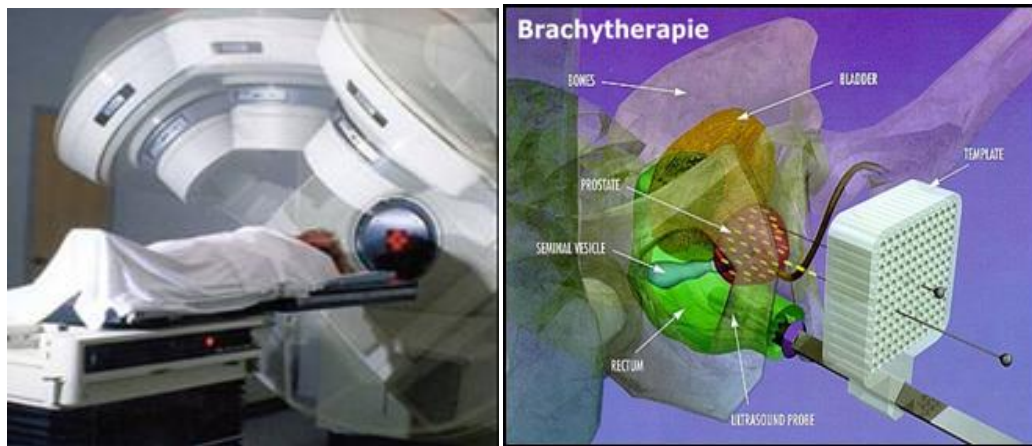 Brachytherapie
BONES
BLADDER
TEMPLATE
PROSTATE
SEMINAL VESICLE
RECTUM
ULTRASOUND PROBE